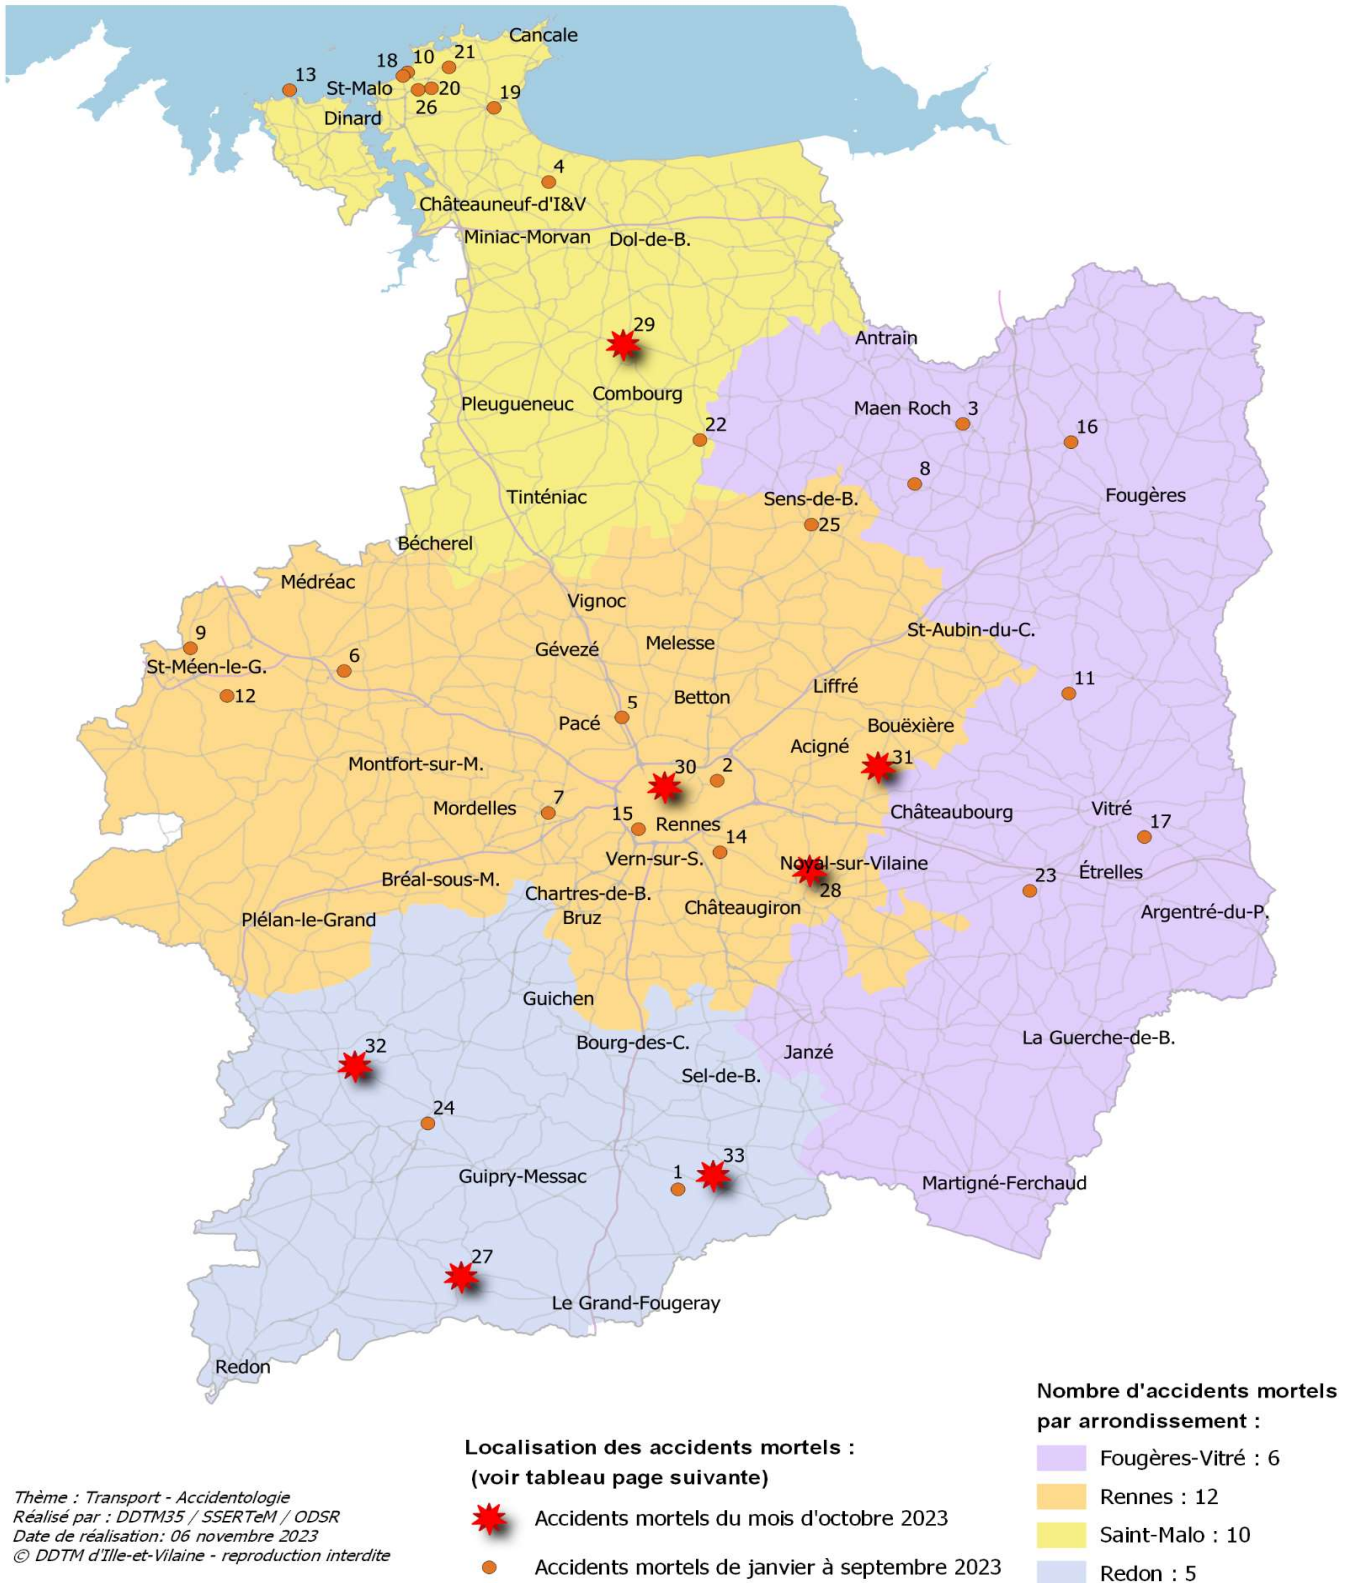 Cancale
21
10
18
13
St-Malo
20
19
26
Dinard
4
Châteauneuf-d'I&V
Miniac-Morvan
Dol-de-B.
29
Antrain
Combourg
Pleugueneuc
Maen Roch
3
22
16
8
Tinténiac
Sens-de-B.
Fougères
25
Bécherel
Médréac
Vignoc
9
St-Aubin-du-C.
Gévezé
Melesse
6
St-Méen-le-G.
12
Liffré
11
5
Betton
Pacé
Bouëxière
Acigné
31
Montfort-sur-M.
30
2
Mordelles
7
15
Rennes
Châteaubourg
Vitré
17
14
Vern-sur-S.
Noyal-sur-Vilaine
Étrelles
23
28
Bréal-sous-M.
Chartres-de-B.
Châteaugiron
Argentré-du-P.
Plélan-le-Grand
Bruz
Guichen
32
Bourg-des-C.
Janzé
La Guerche-de-B.
Sel-de-B.
24
33
Guipry-Messac
1
Martigné-Ferchaud
27
Le Grand-Fougeray
Redon
Nombre d'accidents mortels
par arrondissement :
Fougères-Vitré : 6
Rennes : 12
Saint-Malo : 10
Redon : 5
Localisation des accidents mortels :
(voir tableau page suivante)
Accidents mortels du mois d'octobre 2023
Accidents mortels de janvier à septembre 2023
Thème : Transport - Accidentologie
Réalisé par : DDTM35 / SSERTeM / ODSR
Date de réalisation: 06 novembre 2023
© DDTM d'Ille-et-Vilaine - reproduction interdite